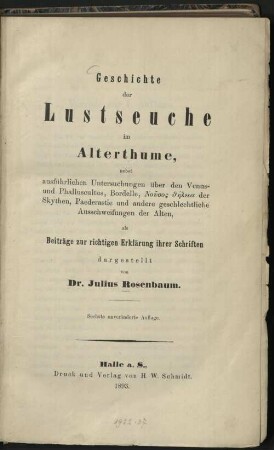 Geschichte
der
Lustseuche
im
Alterthume,
nebst
ausführlichen Untersuchungen über den Venus-
und Phalluscultus, Bordelle, Νοῦσος θήλεια der
Skythen, Paederastie und andere geschlechtliche
Ausschweifungen der Alten,
als
Beiträge zur richtigen Erklärung ihrer Schriften
dargestellt
von
Dr. Julius Rosenbaum.
Sechste unveränderte Auflage.
Halle a. S.,
Druck und Verlag von H. W. Schmidt.
1893.